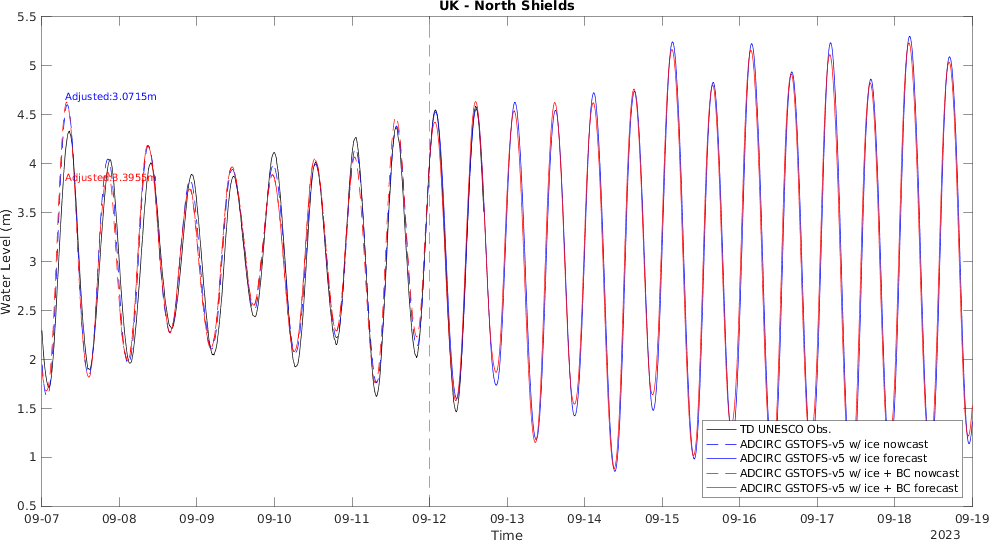 UK - North Shields
5.5
5
4.5
4
3.5
3
2.5
2
1.5
1
0.5
Water Level (m)
Adjusted:3.0715m
Adjusted:3.3955m
TD UNESCO Obs.
ADCIRC GSTOFS-v5 w/ ice nowcast
ADCIRC GSTOFS-v5 w/ ice forecast
ADCIRC GSTOFS-v5 w/ ice + BC nowcast
ADCIRC GSTOFS-v5 w/ ice + BC forecast
09-07 09-08 09-09 09-10 09-11 09-12 09-13 09-14 09-15 09-16 09-17 09-18 09-19
Time
2023